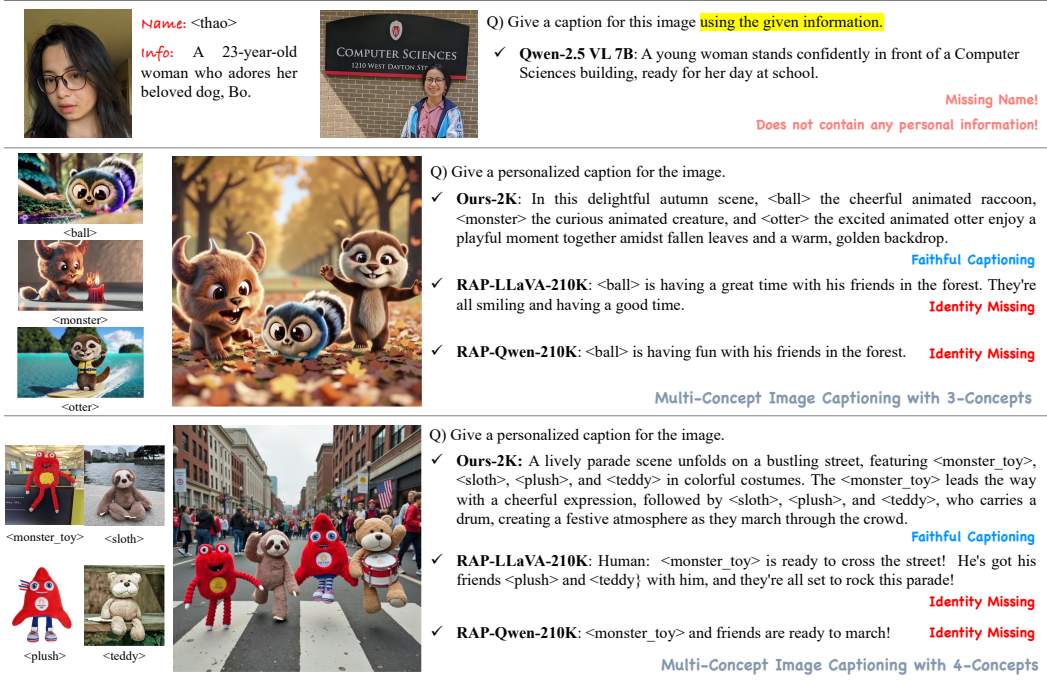 Name: <thao>
Info: A 23-year-old
woman who adores her
beloved dog, Bo.
COMPUTER SCIENCES
1210 WEST DAYTON ST
Q) Give a caption for this image using the given information.
✓ Qwen-2.5 VL 7B: A young woman stands confidently in front of a Computer
Sciences building, ready for her day at school.
Missing Name!
Does not contain any personal information!
<ball>
<monster>
<otter>
Q) Give a personalized caption for the image.
✓ Ours-2K: In this delightful autumn scene, <ball> the cheerful animated raccoon,
<monster> the curious animated creature, and <otter> the excited animated otter enjoy a
playful moment together amidst fallen leaves and a warm, golden backdrop.
Faithful Captioning
✓ RAP-LLaVA-210K: <ball> is having a great time with his friends in the forest. They're
all smiling and having a good time.
Identity Missing
✓ RAP-Qwen-210K: <ball> is having fun with his friends in the forest.
Identity Missing
Multi-Concept Image Captioning with 3-Concepts
<monster_toy>
<sloth>
<plush>
<teddy>
Q) Give a personalized caption for the image.
✓ Ours-2K: A lively parade scene unfolds on a bustling street, featuring <monster_toy>,
<sloth>, <plush>, and <teddy> in colorful costumes. The <monster_toy> leads the way
with a cheerful expression, followed by <sloth>, <plush>, and <teddy>, who carries a
drum, creating a festive atmosphere as they march through the crowd.
Faithful Captioning
✓ RAP-LLaVA-210K: Human: <monster_toy> is ready to cross the street! He's got his
friends <plush> and <teddy} with him, and they're all set to rock this parade!
Identity Missing
✓ RAP-Qwen-210K: <monster_toy> and friends are ready to march!
Identity Missing
Multi-Concept Image Captioning with 4-Concepts